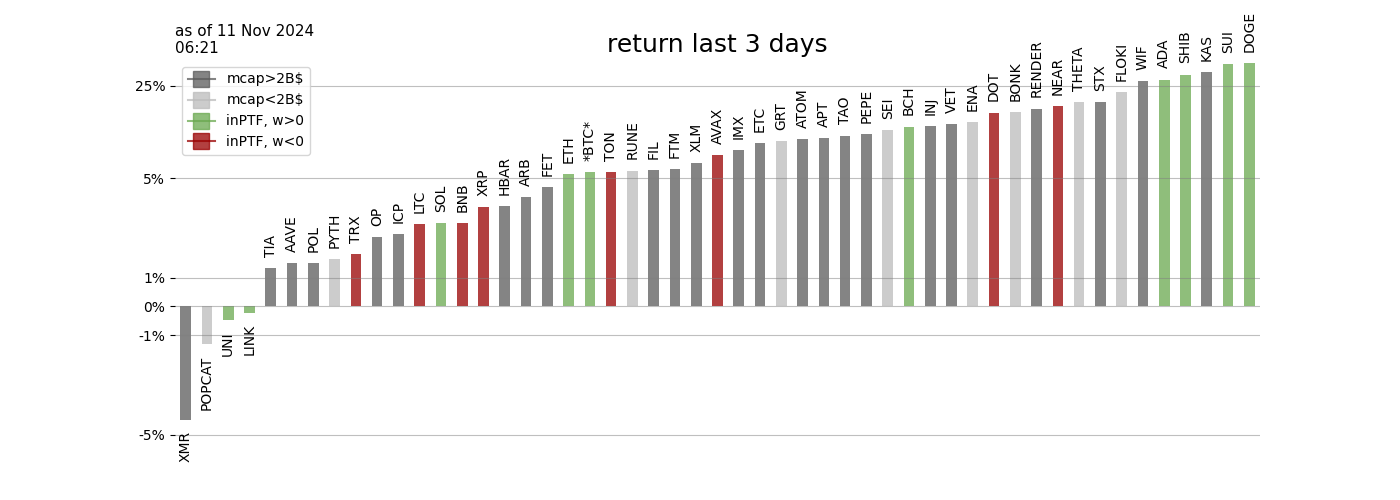 as of 11 Nov 2024
06:21
return last 3 days
mcap>2B$
mcap<2B$
inPTF, w>0
inPTF, w<0
25%
5%
1%
0%
-1%
-5%
XMR
POPCAT
UNI
LINK
TIA
AAVE
POL
PYTH
TRX
OP
ICP
LTC
SOL
BNB
XRP
HBAR
ARB
FET
ETH
*BTC*
TON
RUNE
FIL
FTM
XLM
AVAX
IMX
ETC
GRT
ATOM
APT
TAO
PEPE
SEI
BCH
INJ
VET
ENA
DOT
BONK
RENDER
NEAR
THETA
STX
FLOKI
WIF
ADA
SHIB
KAS
SUI
DOGE